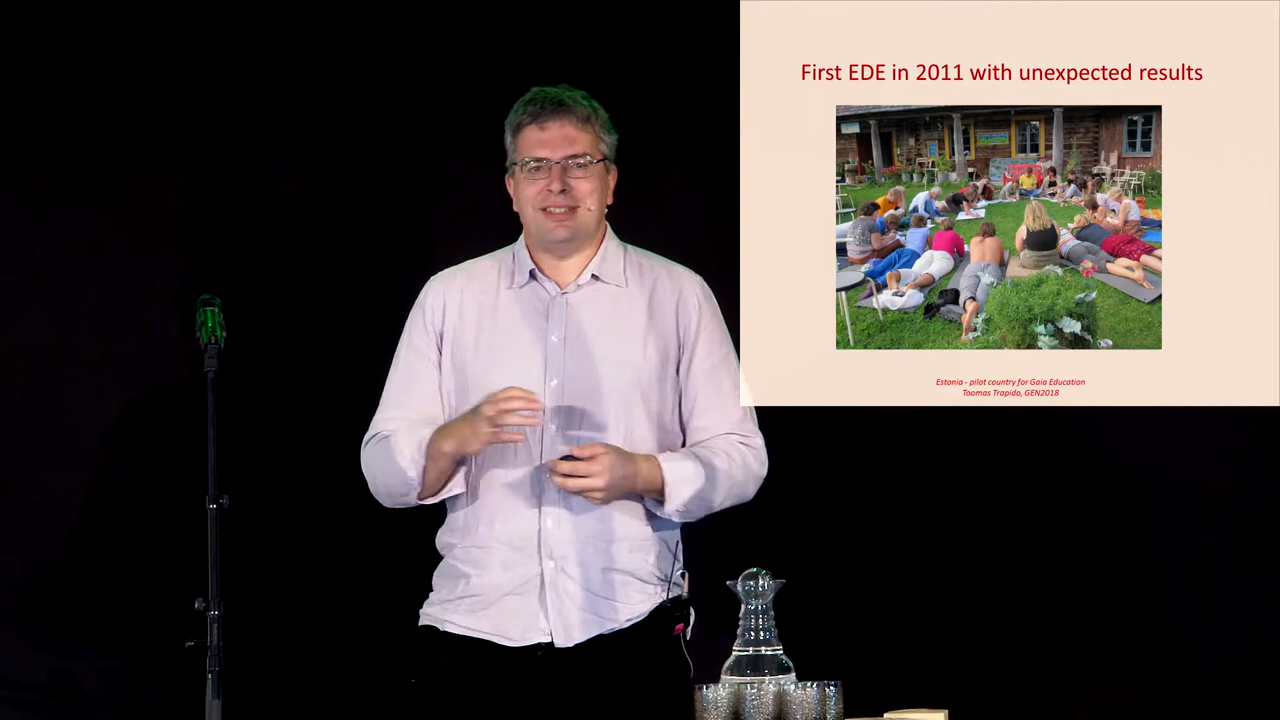 First EDE in 2011 with unexpected results
Estonia - pilot country for Gaia Education
Toomas Trapido, GEN2018